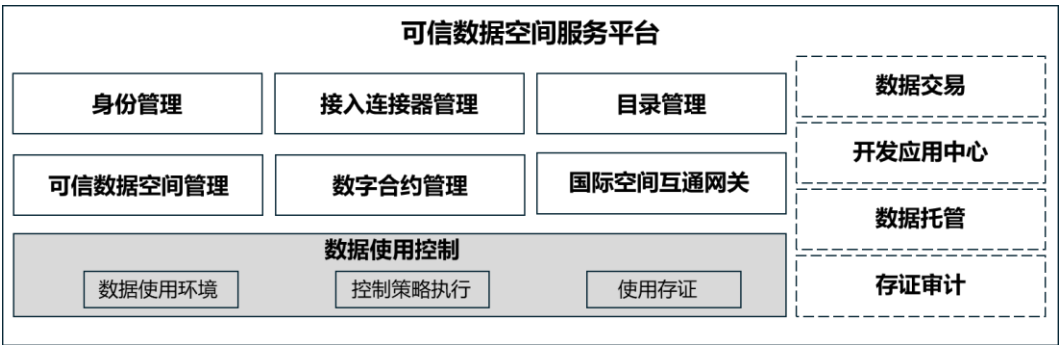 可信数据空间服务平台
身份管理
接入连接器管理
目录管理
可信数据空间管理
数字合约管理
国际空间互通网关
数据使用控制
数据使用环境
控制策略执行
使用存证
数据交易
开发应用中心
数据托管
存证审计